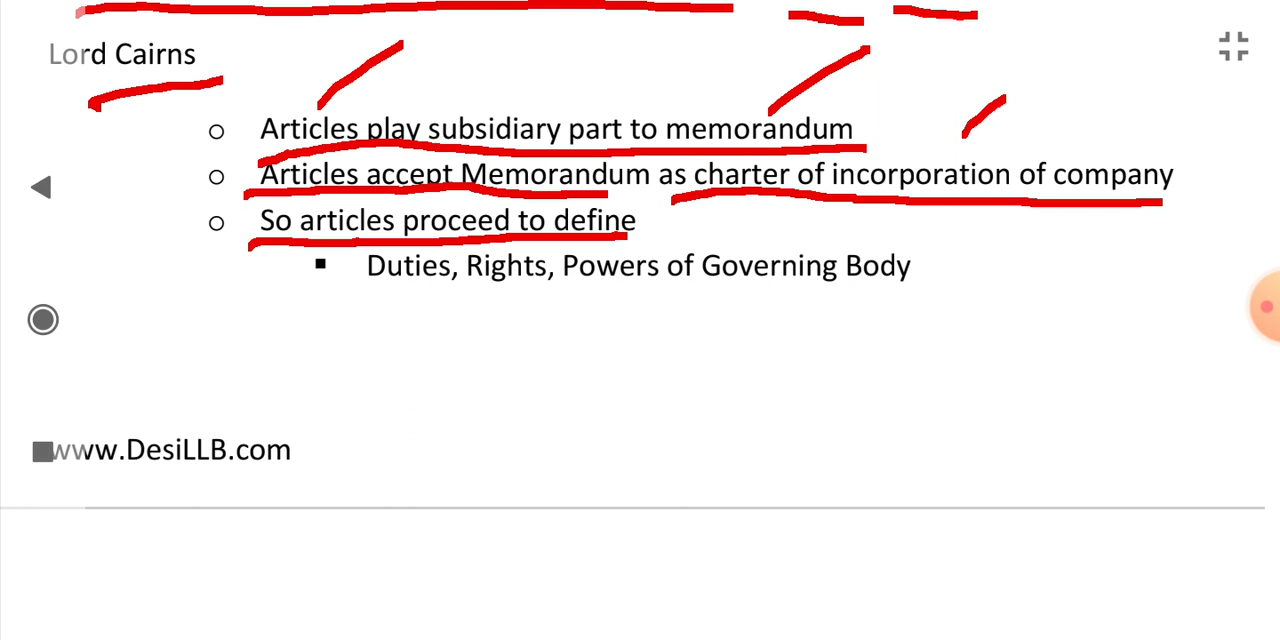 Lord Cairns
o Articles play subsidiary part to memorandum
o Articles accept Memorandum as charter of incorporation of company
o So articles proceed to define
▪ Duties, Rights, Powers of Governing Body
www.DesiLLB.com